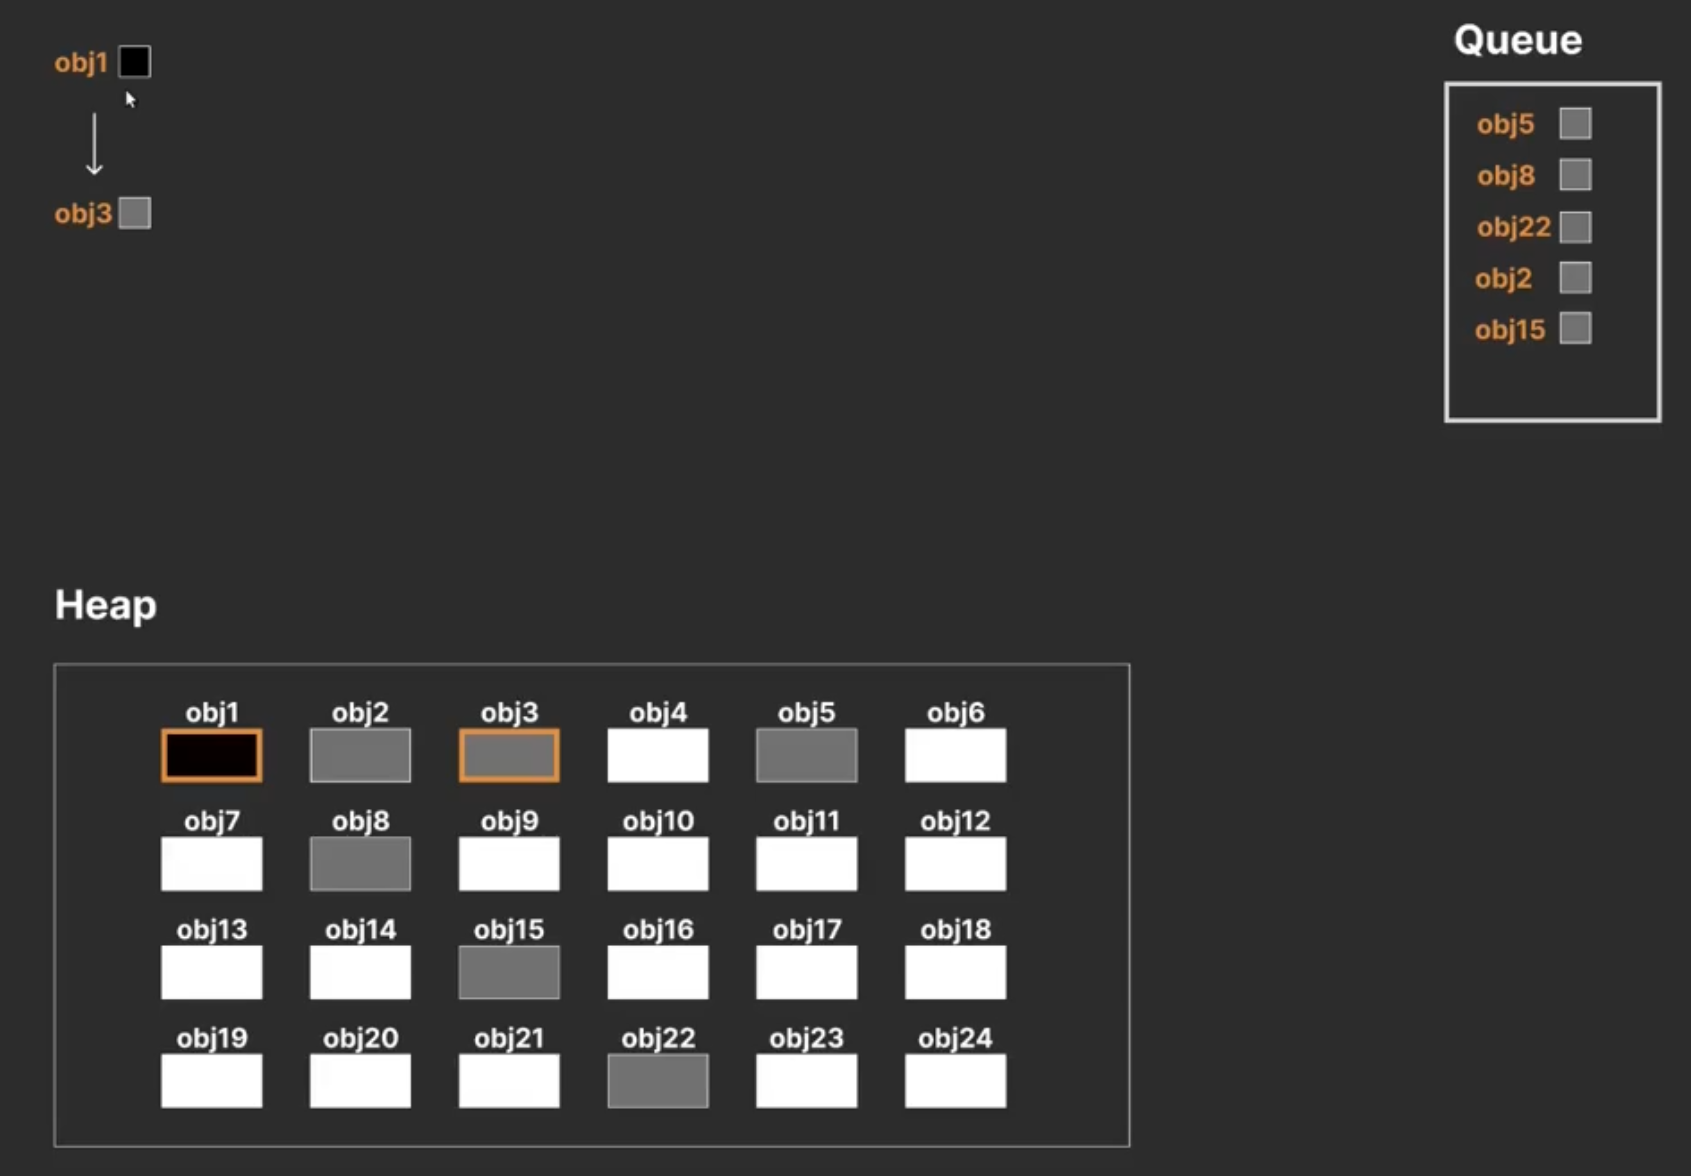 obj1
obj3
Queue
obj5
obj8
obj22
obj2
obj15
Heap
obj1 obj2 obj3 obj4 obj5 obj6
obj7 obj8 obj9 obj10 obj11 obj12
obj13 obj14 obj15 obj16 obj17 obj18
obj19 obj20 obj21 obj22 obj23 obj24